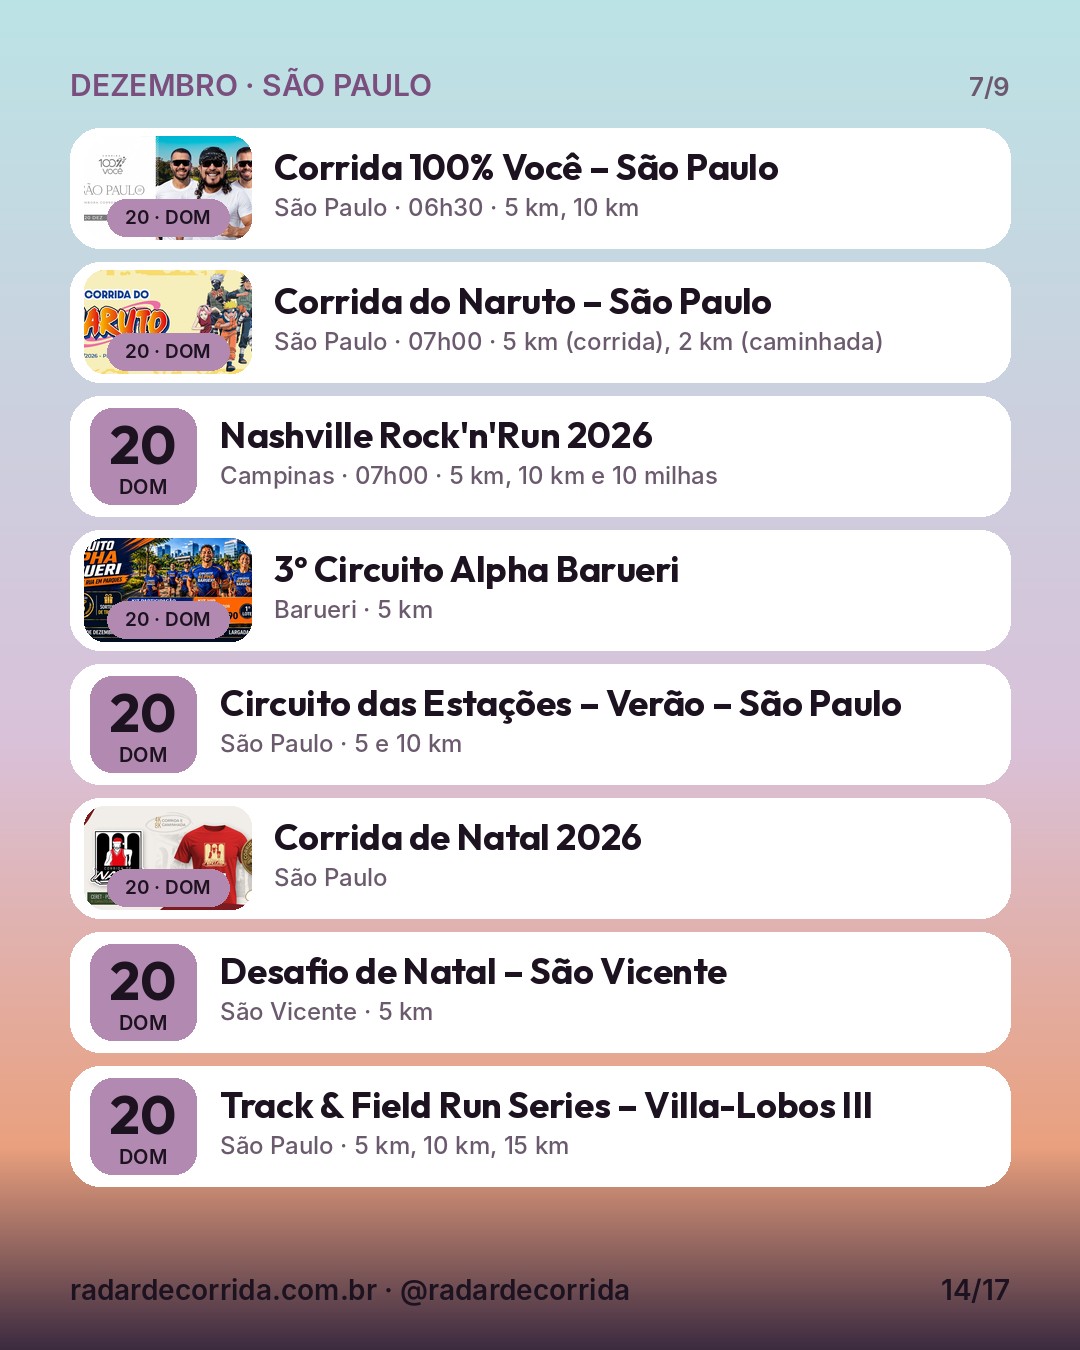 DEZEMBRO · SÃO PAULO
7/9
100%
você
SÃO PAULO
20 · DOM
Corrida 100% Você – São Paulo
São Paulo · 06h30 · 5 km, 10 km
CORRIDA DO
NARUTO
20 · DOM
Corrida do Naruto – São Paulo
São Paulo · 07h00 · 5 km (corrida), 2 km (caminhada)
20
DOM
Nashville Rock'n'Run 2026
Campinas · 07h00 · 5 km, 10 km e 10 milhas
20 · DOM
3º Circuito Alpha Barueri
Barueri · 5 km
20
DOM
Circuito das Estações – Verão – São Paulo
São Paulo · 5 e 10 km
20 · DOM
Corrida de Natal 2026
São Paulo
20
DOM
Desafio de Natal – São Vicente
São Vicente · 5 km
20
DOM
Track & Field Run Series – Villa-Lobos III
São Paulo · 5 km, 10 km, 15 km
radardecorrida.com.br · @radardecorrida
14/17